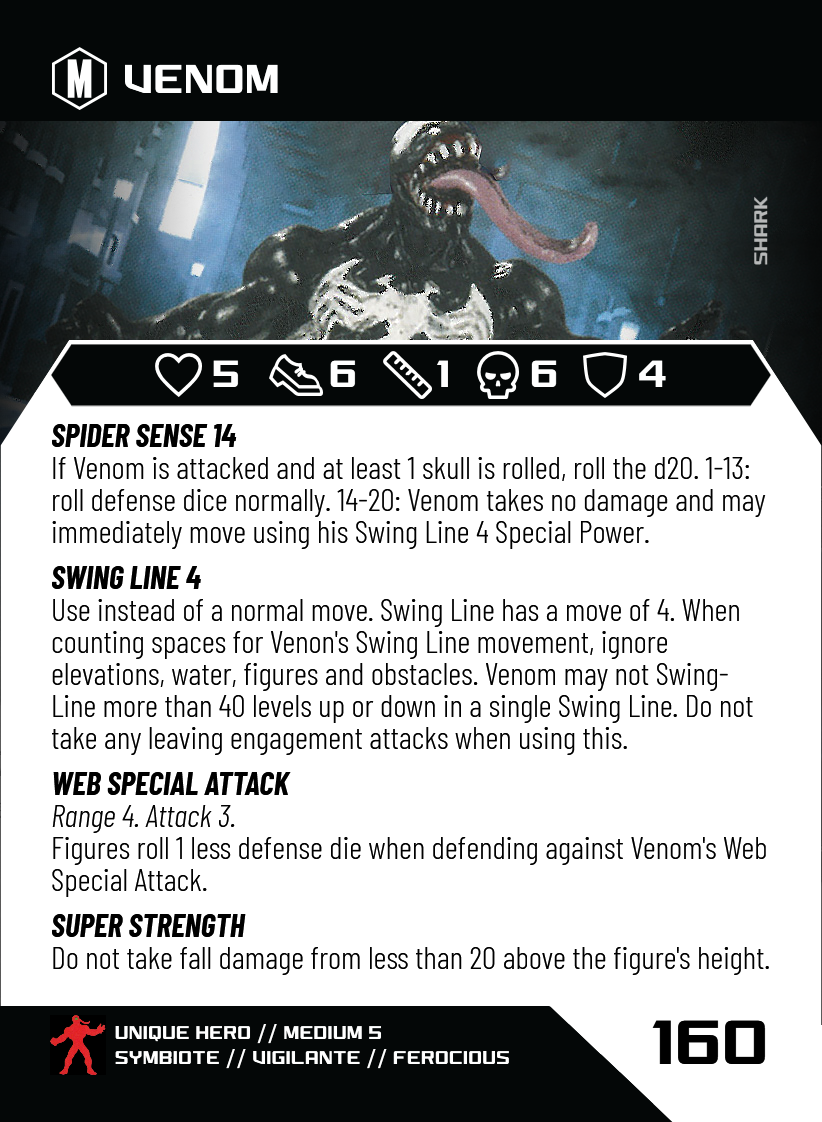 M VENOM
SHARK
5 6 1 6 4
SPIDER SENSE 14
If Venom is attacked and at least 1 skull is rolled, roll the d20. 1-13:
roll defense dice normally. 14-20: Venom takes no damage and may
immediately move using his Swing Line 4 Special Power.
SWING LINE 4
Use instead of a normal move. Swing Line has a move of 4. When
counting spaces for Venon's Swing Line movement, ignore
elevations, water, figures and obstacles. Venom may not Swing-
Line more than 40 levels up or down in a single Swing Line. Do not
take any leaving engagement attacks when using this.
WEB SPECIAL ATTACK
Range 4. Attack 3.
Figures roll 1 less defense die when defending against Venom's Web
Special Attack.
SUPER STRENGTH
Do not take fall damage from less than 20 above the figure's height.
UNIQUE HERO // MEDIUM 5
SYMBIOTE // VIGILANTE // FEROCIOUS
160